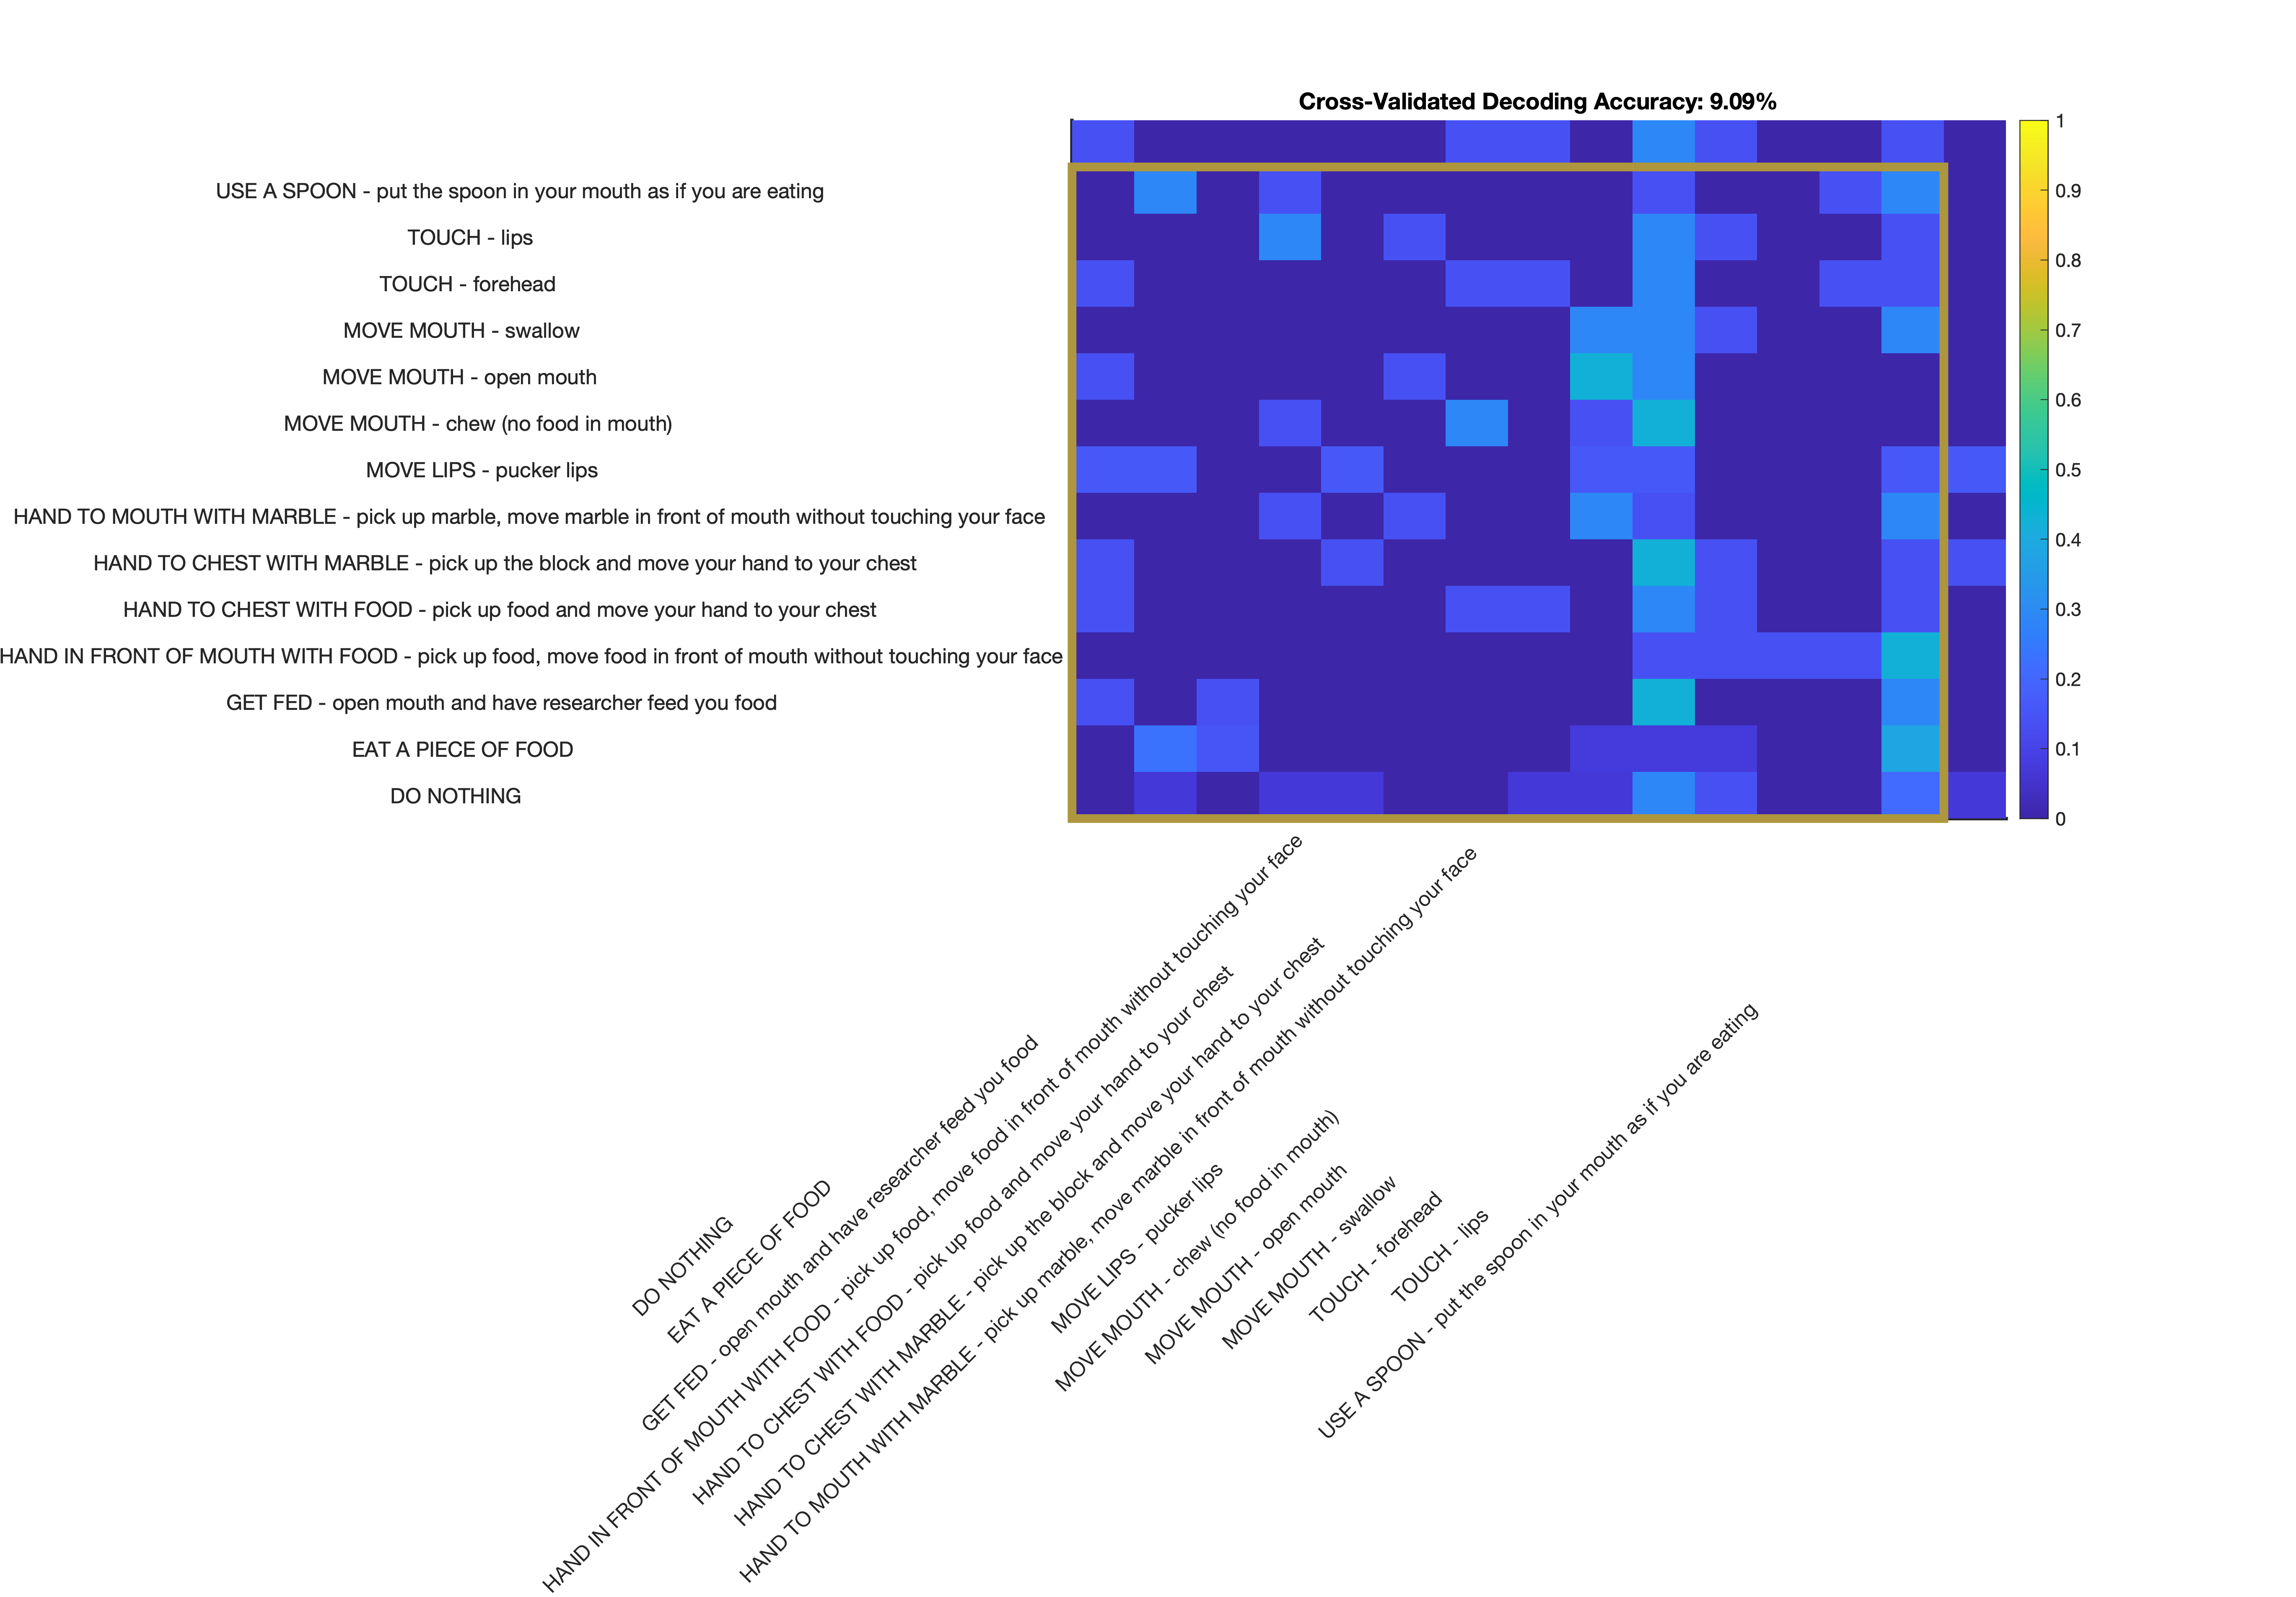 Cross-Validated Decoding Accuracy: 9.09%
USE A SPOON - put the spoon in your mouth as if you are eating
TOUCH - lips
TOUCH - forehead
MOVE MOUTH - swallow
MOVE MOUTH - open mouth
MOVE MOUTH - chew (no food in mouth)
MOVE LIPS - pucker lips
HAND TO MOUTH WITH MARBLE - pick up marble, move marble in front of mouth without touching your face
HAND TO CHEST WITH MARBLE - pick up the block and move your hand to your chest
HAND TO CHEST WITH FOOD - pick up food and move your hand to your chest
HAND IN FRONT OF MOUTH WITH FOOD - pick up food, move food in front of mouth without touching your face
GET FED - open mouth and have researcher feed you food
EAT A PIECE OF FOOD
DO NOTHING
1
0.9
0.8
0.7
0.6
0.5
0.4
0.3
0.2
0.1
0
DO NOTHING
EAT A PIECE OF FOOD
GET FED - open mouth and have researcher feed you food
HAND IN FRONT OF MOUTH WITH FOOD - pick up food, move food in front of mouth without touching your face
HAND TO CHEST WITH FOOD - pick up food and move your hand to your chest
HAND TO CHEST WITH MARBLE - pick up the block and move your hand to your chest
HAND TO MOUTH WITH MARBLE - pick up marble, move marble in front of mouth without touching your face
MOVE LIPS - pucker lips
MOVE MOUTH - chew (no food in mouth)
MOVE MOUTH - open mouth
MOVE MOUTH - swallow
TOUCH - forehead
TOUCH - lips
USE A SPOON - put the spoon in your mouth as if you are eating